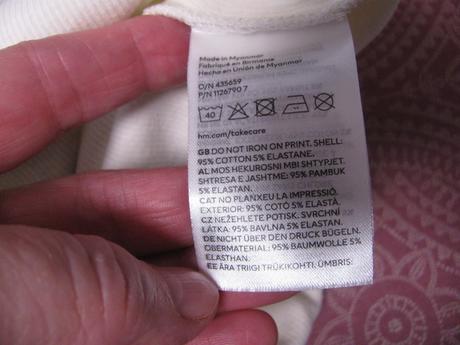 Made in Myanmar
Fabriqué en Birmanie
Hecho en Unión de Myanmar
O/N 435659
P/N 1126790 7
40
hm.com/takecare
GB DO NOT IRON ON PRINT. SHELL:
95% COTTON 5% ELASTANE.
AL MOS HEKUROSNI MBI SHTYPJET.
SHTRESA E JASHTME: 95% PAMBUK
5% ELASTAN.
CAT NO PLANXEU LA IMPRESSIÓ.
EXTERIOR: 95% COTÓ 5% ELASTÀ.
CZ NEŽEHLETE POTISK. SVRCHNÍ
LÁTKA: 95% BAVLNA 5% ELASTAN.
DE NICHT ÜBER DEN DRUCK BÜGELN.
OBERMATERIAL: 95% BAUMWOLLE 5%
ELASTHAN.
EE ÄRA TRIIGI TRÜKIKOHTI. ÜMBRIS: